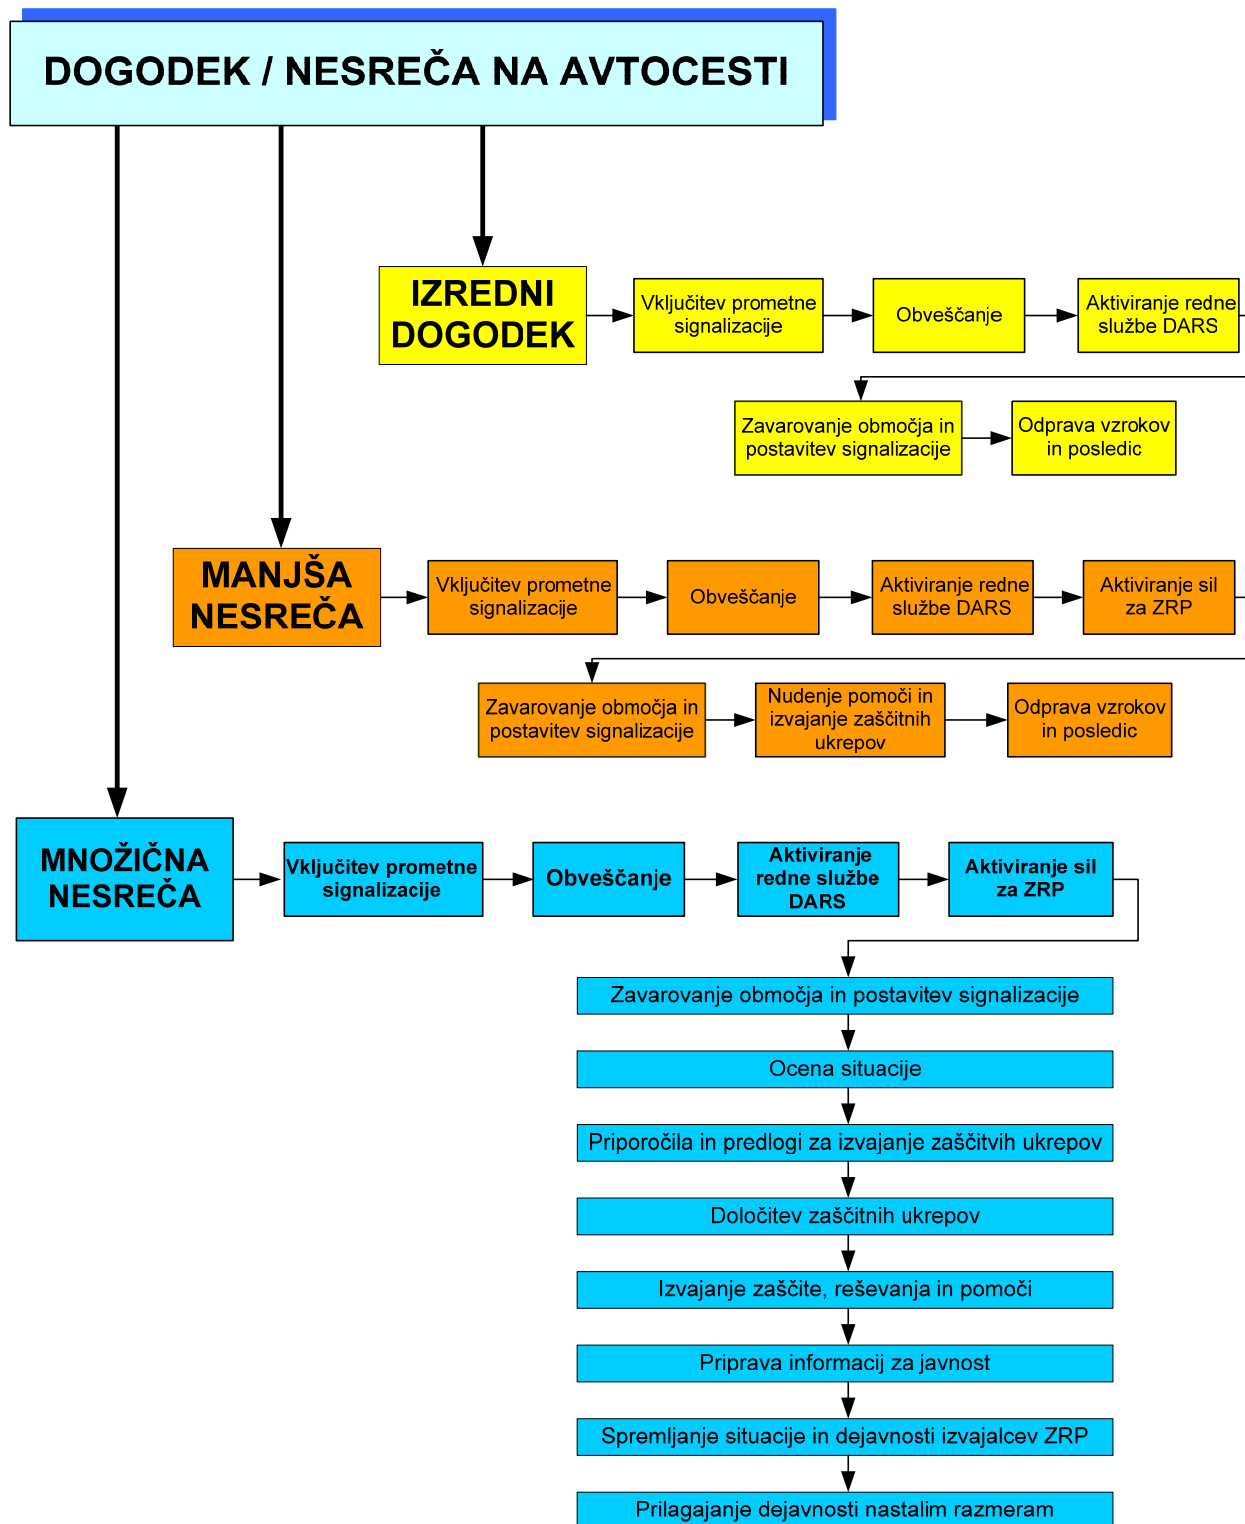 DOGODEK / NESREČA NA AVTOCESTI
IZREDNI
DOGODEK
Vključitev prometne
signalizacije
Obveščanje
Aktiviranje redne
službe DARS
Zavarovanje območja in
postavitev signalizacije
Odprava vzrokov
in posledic
MANJŠA
NESREČA
Vključitev prometne
signalizacije
Obveščanje
Aktiviranje redne
službe DARS
Aktiviranje sil
za ZRP
Zavarovanje območja in
postavitev signalizacije
Nudenje pomoči in
izvajanje zaščitnih
ukrepov
Odprava vzrokov
in posledic
MNOŽIČNA
NESREČA
Vključitev prometne
signalizacije
Obveščanje
Aktiviranje
redne službe
DARS
Aktiviranje sil
za ZRP
Zavarovanje območja in postavitev signalizacije
Ocena situacije
Priporočila in predlogi za izvajanje zaščitvih ukrepov
Določitev zaščitnih ukrepov
Izvajanje zaščite, reševanja in pomoči
Priprava informacij za javnost
Spremljanje situacije in dejavnosti izvajalcev ZRP
Prilagajanje dejavnosti nastalim razmeram